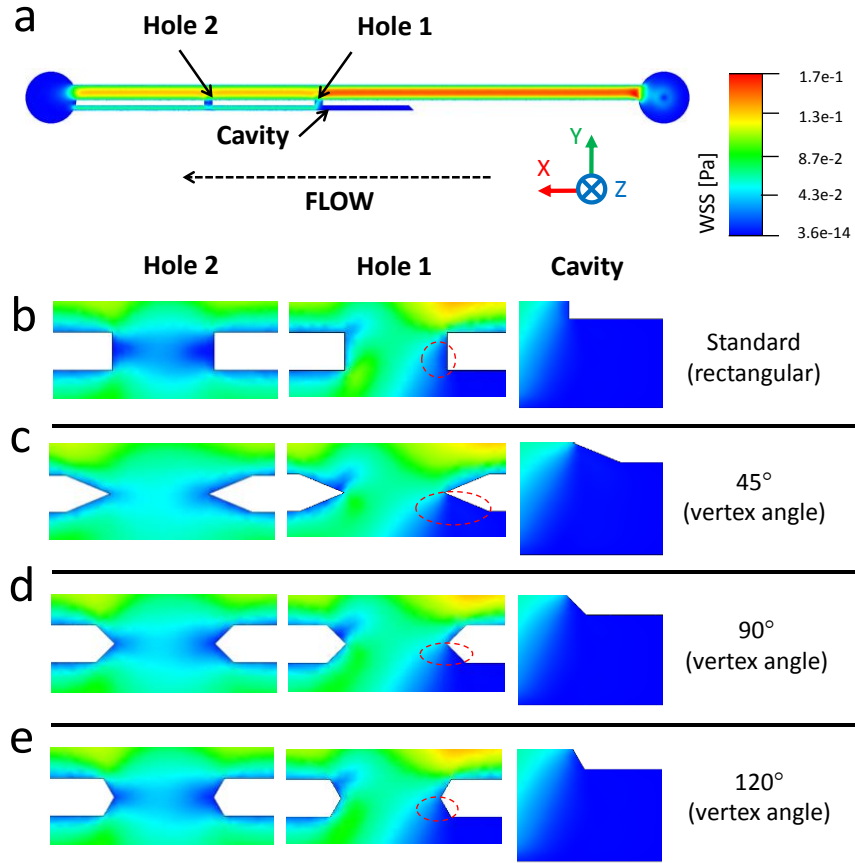 a
Hole 2
Hole 1
Cavity
FLOW
Y
X
Z
WSS [Pa]
1.7e-1
1.3e-1
8.7e-2
4.3e-2
3.6e-14
Hole 2
Hole 1
Cavity
b
Standard
(rectangular)
c
45°
(vertex angle)
d
90°
(vertex angle)
e
120°
(vertex angle)